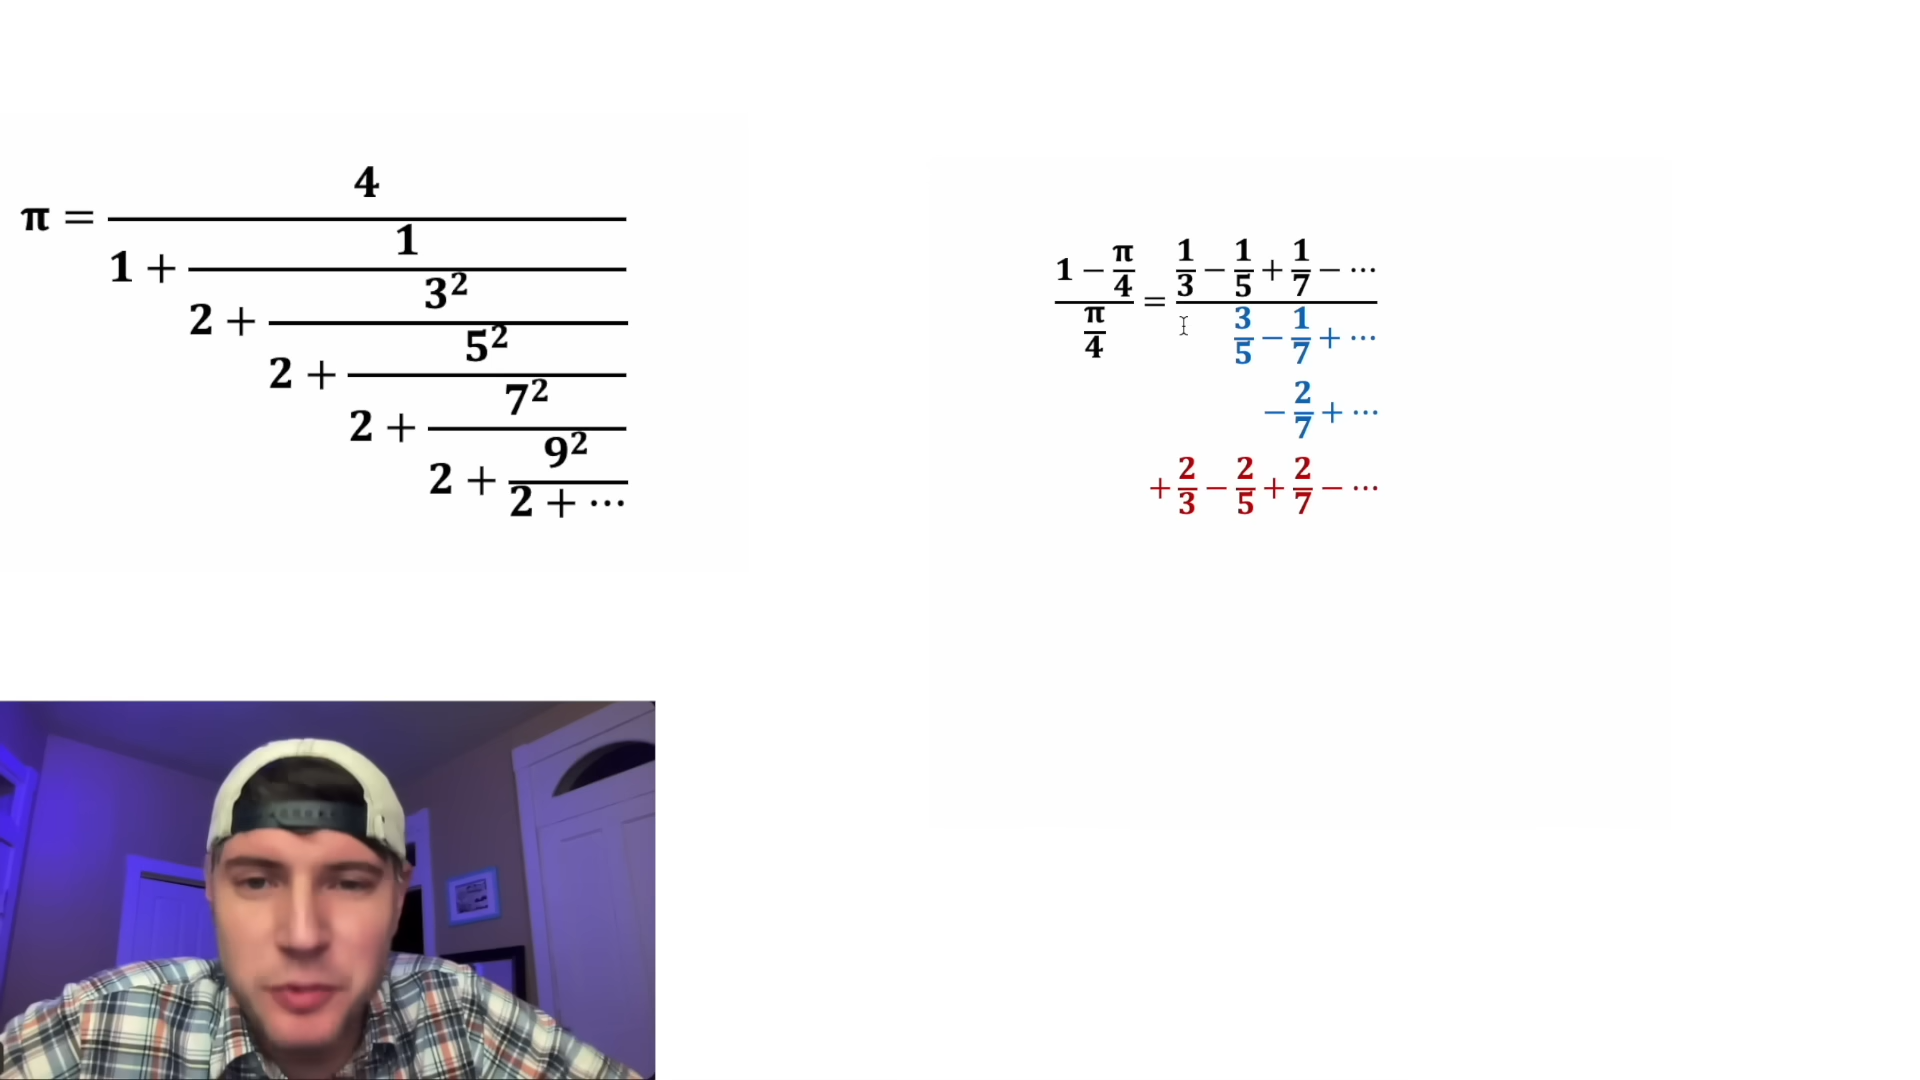 π = 4
1 + 1
2 + 3²
2 + 5²
2 + 7²
2 + 9²
2 + ⋯
(1 − π/4)/(π/4) = 1/3 − 1/5 + 1/7 − ⋯
3/5 − 1/7 + ⋯
− 2/7 + ⋯
+ 2/3 − 2/5 + 2/7 − ⋯